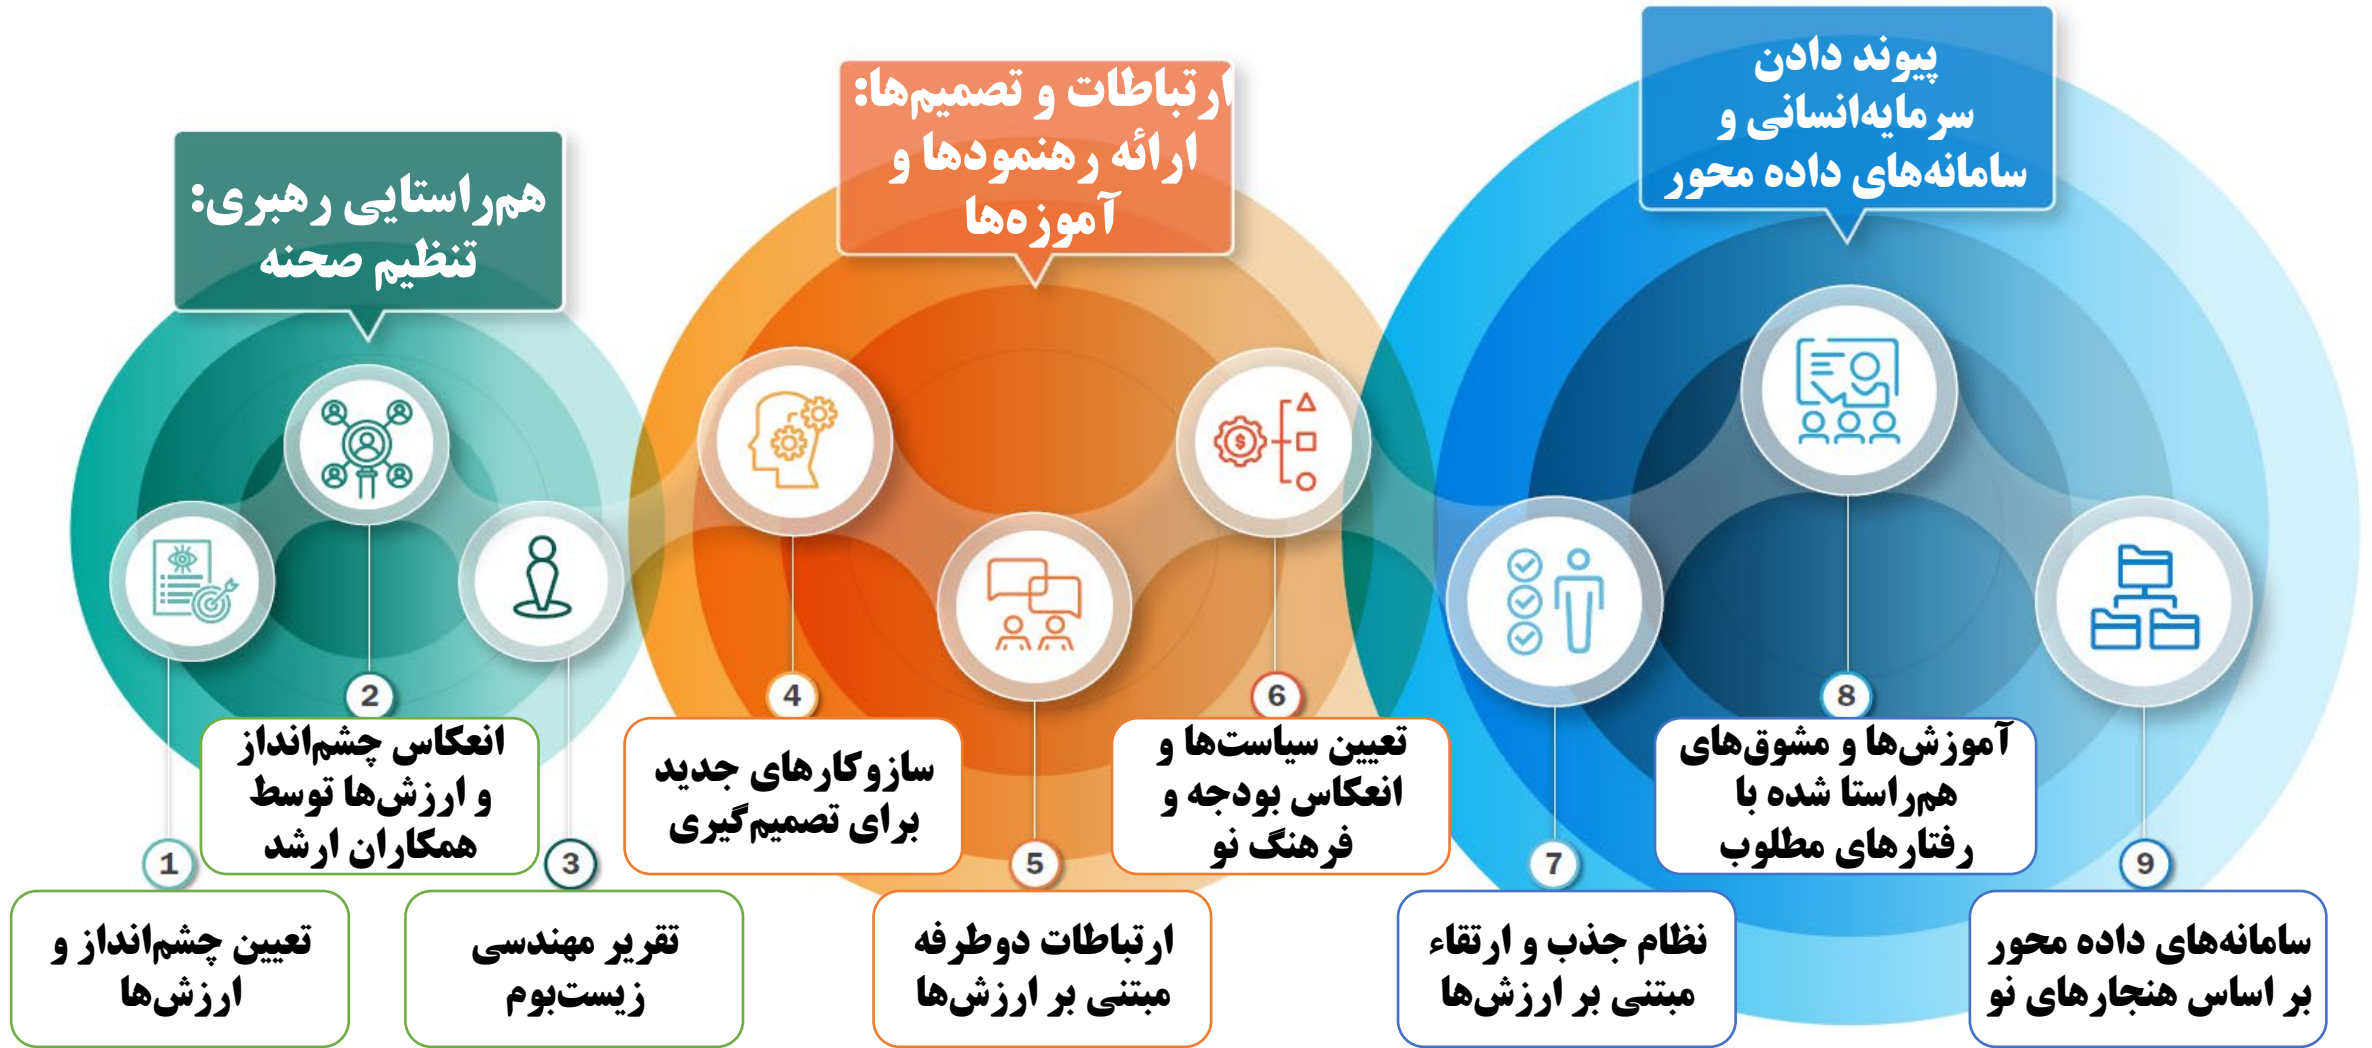 هم‌راستایی رهبری:
تنظیم صحنه
ارتباطات و تصمیم‌ها:
ارائه رهنمودها و
آموزه‌ها
پیوند دادن
سرمایه‌انسانی و
سامانه‌های داده محور
1
تعیین چشم‌انداز و
ارزش‌ها
2
انعکاس چشم‌انداز
و ارزش‌ها توسط
همکاران ارشد
3
تقریر مهندسی
زیست‌بوم
4
سازوکارهای جدید
برای تصمیم‌گیری
5
ارتباطات دوطرفه
مبتنی بر ارزش‌ها
6
تعیین سیاست‌ها و
انعکاس بودجه و
فرهنگ نو
7
نظام جذب و ارتقاء
مبتنی بر ارزش‌ها
8
آموزش‌ها و مشوق‌های
هم‌راستا شده با
رفتارهای مطلوب
9
سامانه‌های داده محور
بر اساس هنجارهای نو
$